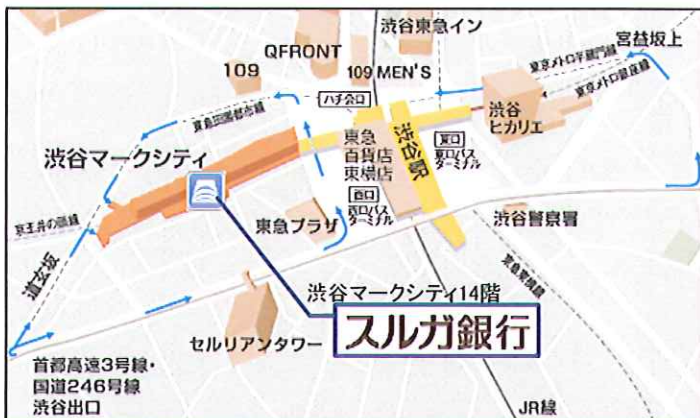 渋谷東急イン
宮益坂上
QFRONT
109
109 MEN'S
東京メトロ半蔵門線
東京メトロ銀座線
ハチ公口
東急田園都市線
渋谷
ヒカリエ
渋谷マークシティ
東急
百貨店
東横店
渋谷駅
東口
東口バス
ターミナル
西口
西口バス
ターミナル
京王井の頭線
東急プラザ
渋谷警察署
道玄坂
東急東横線
渋谷マークシティ14階
スルガ銀行
セルリアンタワー
首都高速3号線・
国道246号線
渋谷出口
JR線